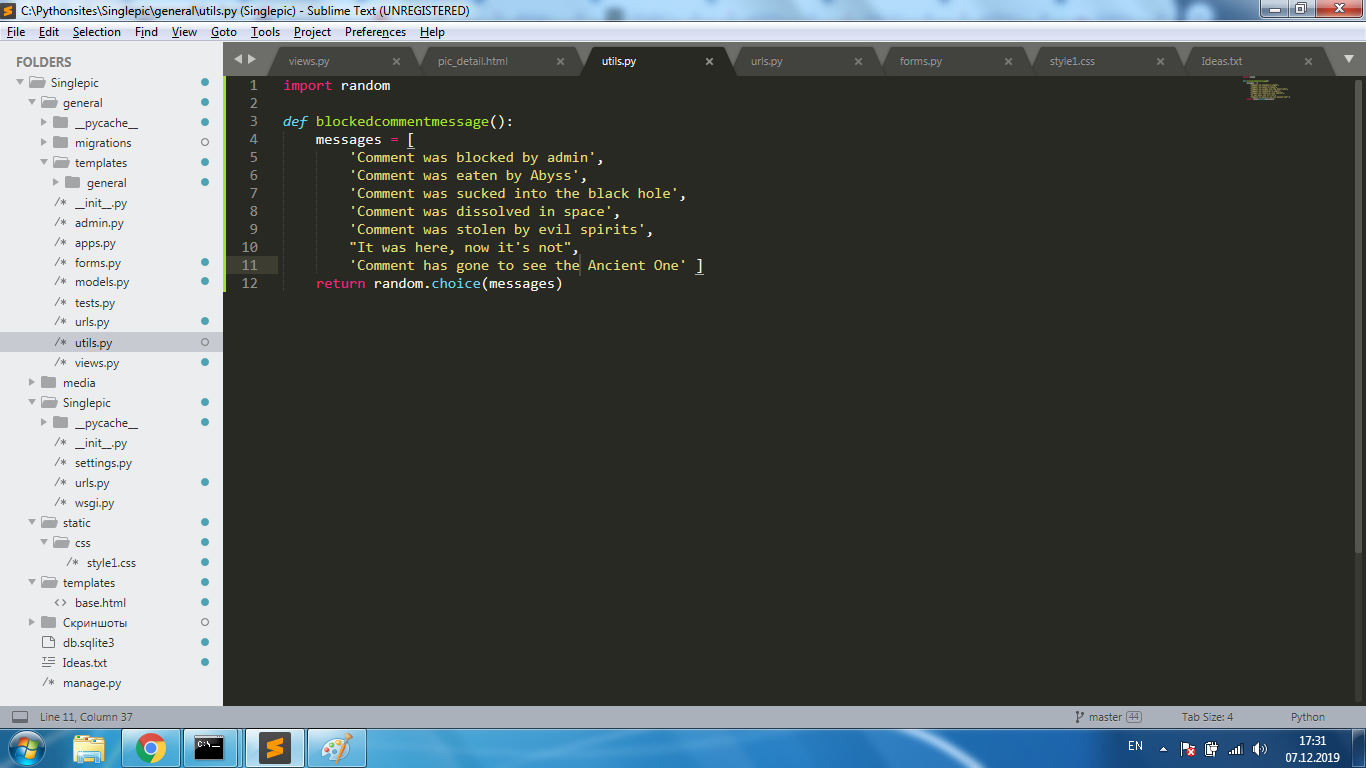 C:\Pythonsites\Singlepic\general\utils.py (Singlepic) - Sublime Text (UNREGISTERED)
File Edit Selection Find View Goto Tools Project Preferences Help
FOLDERS
Singlepic
general
__pycache__
migrations
templates
general
__init__.py
admin.py
apps.py
forms.py
models.py
tests.py
urls.py
utils.py
views.py
media
Singlepic
__pycache__
__init__.py
settings.py
urls.py
wsgi.py
static
css
style1.css
templates
base.html
Скриншоты
db.sqlite3
Ideas.txt
manage.py
views.py pic_detail.html utils.py urls.py forms.py style1.css Ideas.txt
1 import random
2
3 def blockedcommentmessage():
4     messages = [
5         'Comment was blocked by admin',
6         'Comment was eaten by Abyss',
7         'Comment was sucked into the black hole',
8         'Comment was dissolved in space',
9         'Comment was stolen by evil spirits',
10         "It was here, now it's not",
11         'Comment has gone to see the Ancient One' ]
12     return random.choice(messages)
Line 11, Column 37 master 44 Tab Size: 4 Python
C:\_
EN 17:31
07.12.2019